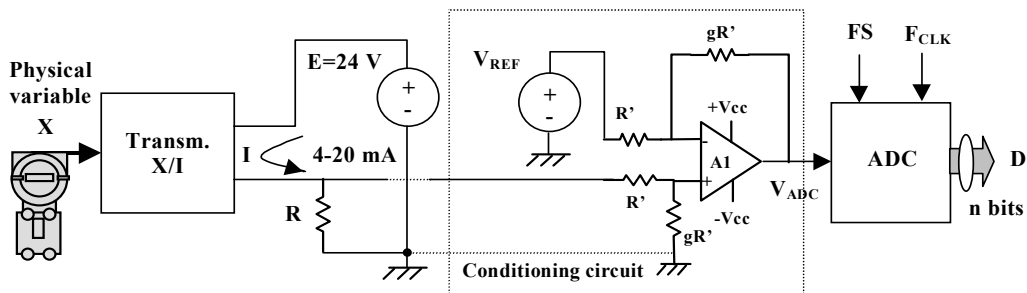 Physical
variable
X
Transm.
X/I
E=24 V
+
-
I
4-20 mA
R
V_REF
+
-
R'
gR'
+Vcc
-
A1
+
-Vcc
R'
gR'
V_ADC
Conditioning circuit
FS
F_CLK
ADC
D
n bits